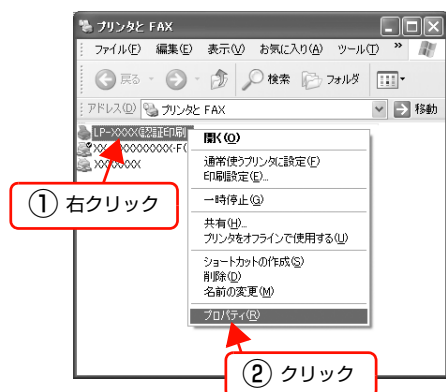 プリンタと FAX
ファイル(F) 編集(E) 表示(V) お気に入り(A) ツール(T) »
戻る 検索 フォルダ
アドレス(D) プリンタと FAX 移動
LP-XXXX(認証印刷)
XX-XXXXXXXX-F(
XXXXXXX
開く(O)
通常使うプリンタに設定(F)
印刷設定(E)...
一時停止(G)
共有(H)...
プリンタをオフラインで使用する(U)
ショートカットの作成(S)
削除(D)
名前の変更(M)
プロパティ(R)
① 右クリック
② クリック